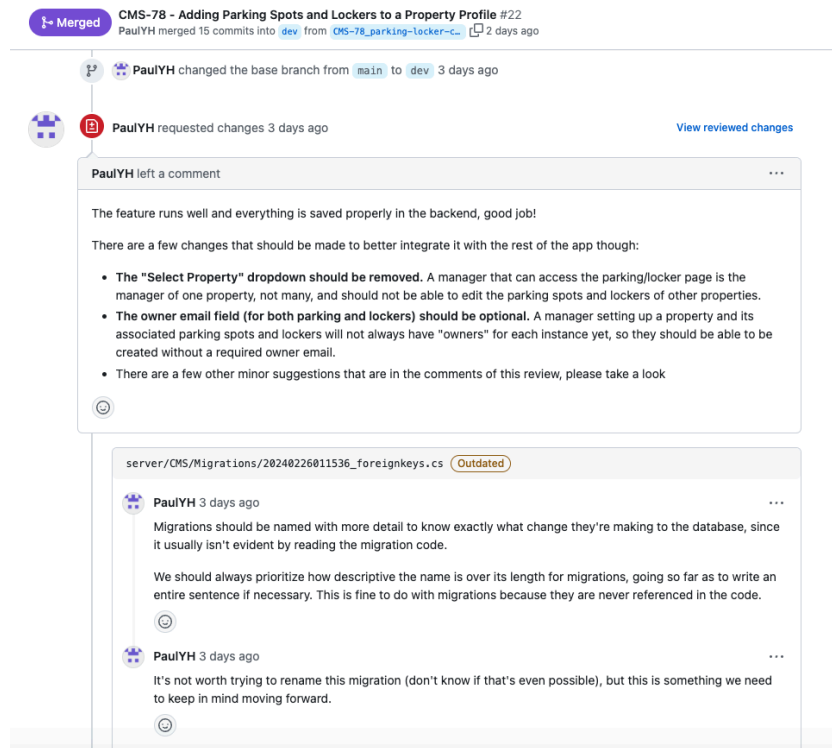 Merged
CMS-78 - Adding Parking Spots and Lockers to a Property Profile #22
PaulYH merged 15 commits into dev from CMS-78_parking-locker-c… 2 days ago
PaulYH changed the base branch from main to dev 3 days ago
PaulYH requested changes 3 days ago
View reviewed changes
PaulYH left a comment
The feature runs well and everything is saved properly in the backend, good job!
There are a few changes that should be made to better integrate it with the rest of the app though:
• The "Select Property" dropdown should be removed. A manager that can access the parking/locker page is the
manager of one property, not many, and should not be able to edit the parking spots and lockers of other properties.
• The owner email field (for both parking and lockers) should be optional. A manager setting up a property and its
associated parking spots and lockers will not always have "owners" for each instance yet, so they should be able to be
created without a required owner email.
• There are a few other minor suggestions that are in the comments of this review, please take a look
server/CMS/Migrations/20240226011536_foreignkeys.cs Outdated
PaulYH 3 days ago
Migrations should be named with more detail to know exactly what change they're making to the database, since
it usually isn't evident by reading the migration code.
We should always prioritize how descriptive the name is over its length for migrations, going so far as to write an
entire sentence if necessary. This is fine to do with migrations because they are never referenced in the code.
PaulYH 3 days ago
It's not worth trying to rename this migration (don't know if that's even possible), but this is something we need
to keep in mind moving forward.